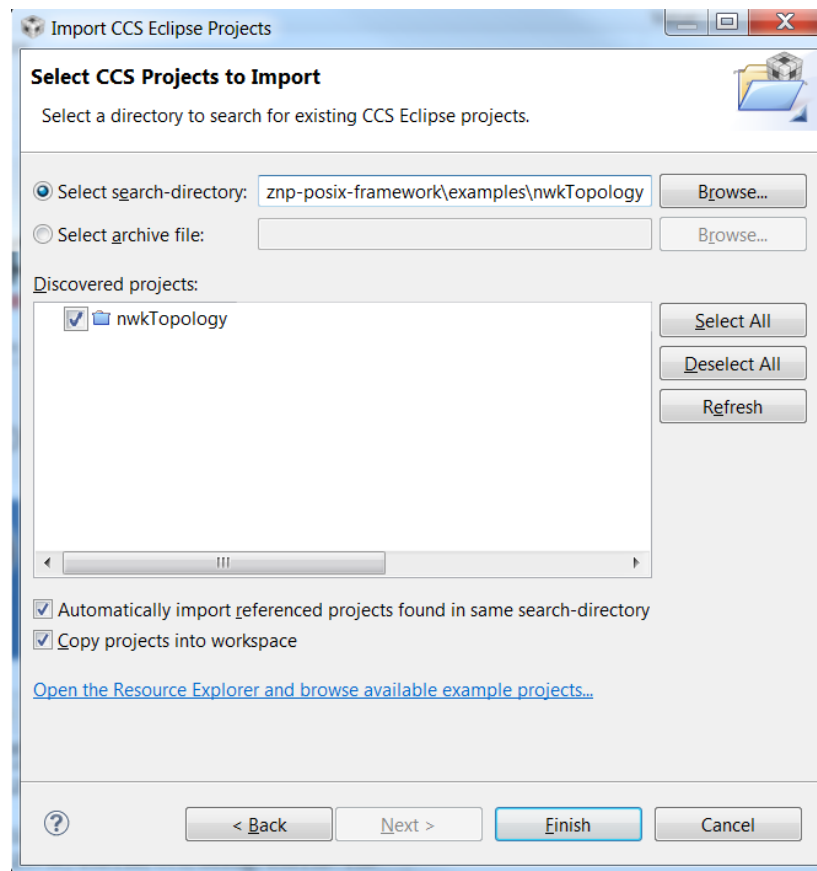 Import CCS Eclipse Projects
X
Select CCS Projects to Import
Select a directory to search for existing CCS Eclipse projects.
Select search-directory: znp-posix-framework\examples\nwkTopology Browse...
Select archive file: Browse...
Discovered projects:
nwkTopology
Select All
Deselect All
Refresh
Automatically import referenced projects found in same search-directory
Copy projects into workspace
Open the Resource Explorer and browse available example projects...
? < Back Next > Finish Cancel